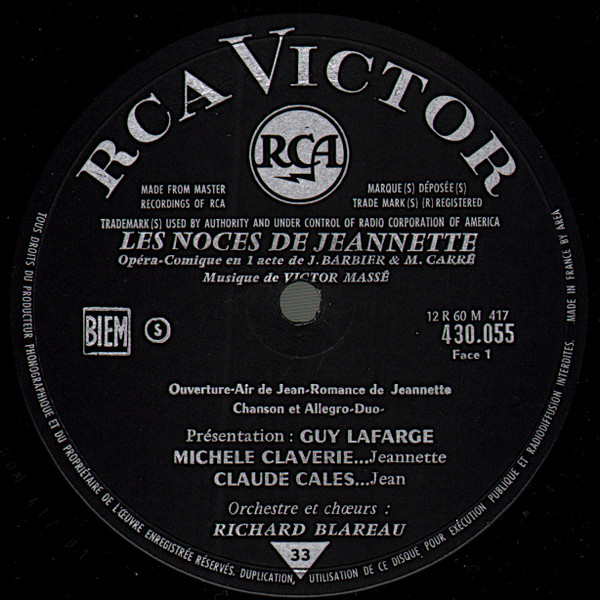 RCA VICTOR
RCA
MADE FROM MASTER
RECORDINGS OF RCA
MARQUE(S) DÉPOSÉE(S)
TRADE MARK(S) (R) REGISTERED
TRADEMARK(S) USED BY AUTHORITY AND UNDER CONTROL OF RADIO CORPORATION OF AMERICA
LES NOCES DE JEANNETTE
Opéra-Comique en 1 acte de J. BARBIER & M. CARRÉ
Musique de VICTOR MASSÉ
BIEM
S
12 R 60 M 417
430.055
Face 1
Ouverture-Air de Jean-Romance de Jeannette
Chanson et Allegro-Duo-
Présentation : GUY LAFARGE
MICHELE CLAVERIE...Jeannette
CLAUDE CALES...Jean
Orchestre et chœurs :
RICHARD BLAREAU
33
TOUS DROITS DU PRODUCTEUR PHONOGRAPHIQUE ET DU PROPRIÉTAIRE DE L'ŒUVRE ENREGISTRÉE RÉSERVÉS. DUPLICATION, UTILISATION DE CE DISQUE POUR EXÉCUTION PUBLIQUE ET RADIODIFFUSION INTERDITES. MADE IN FRANCE BY AREA